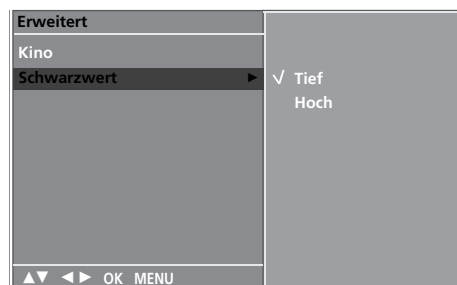 Erweitert
Kino
Schwarzwert ▶ √ Tief
Hoch
▲▼ ◀▶ OK MENU